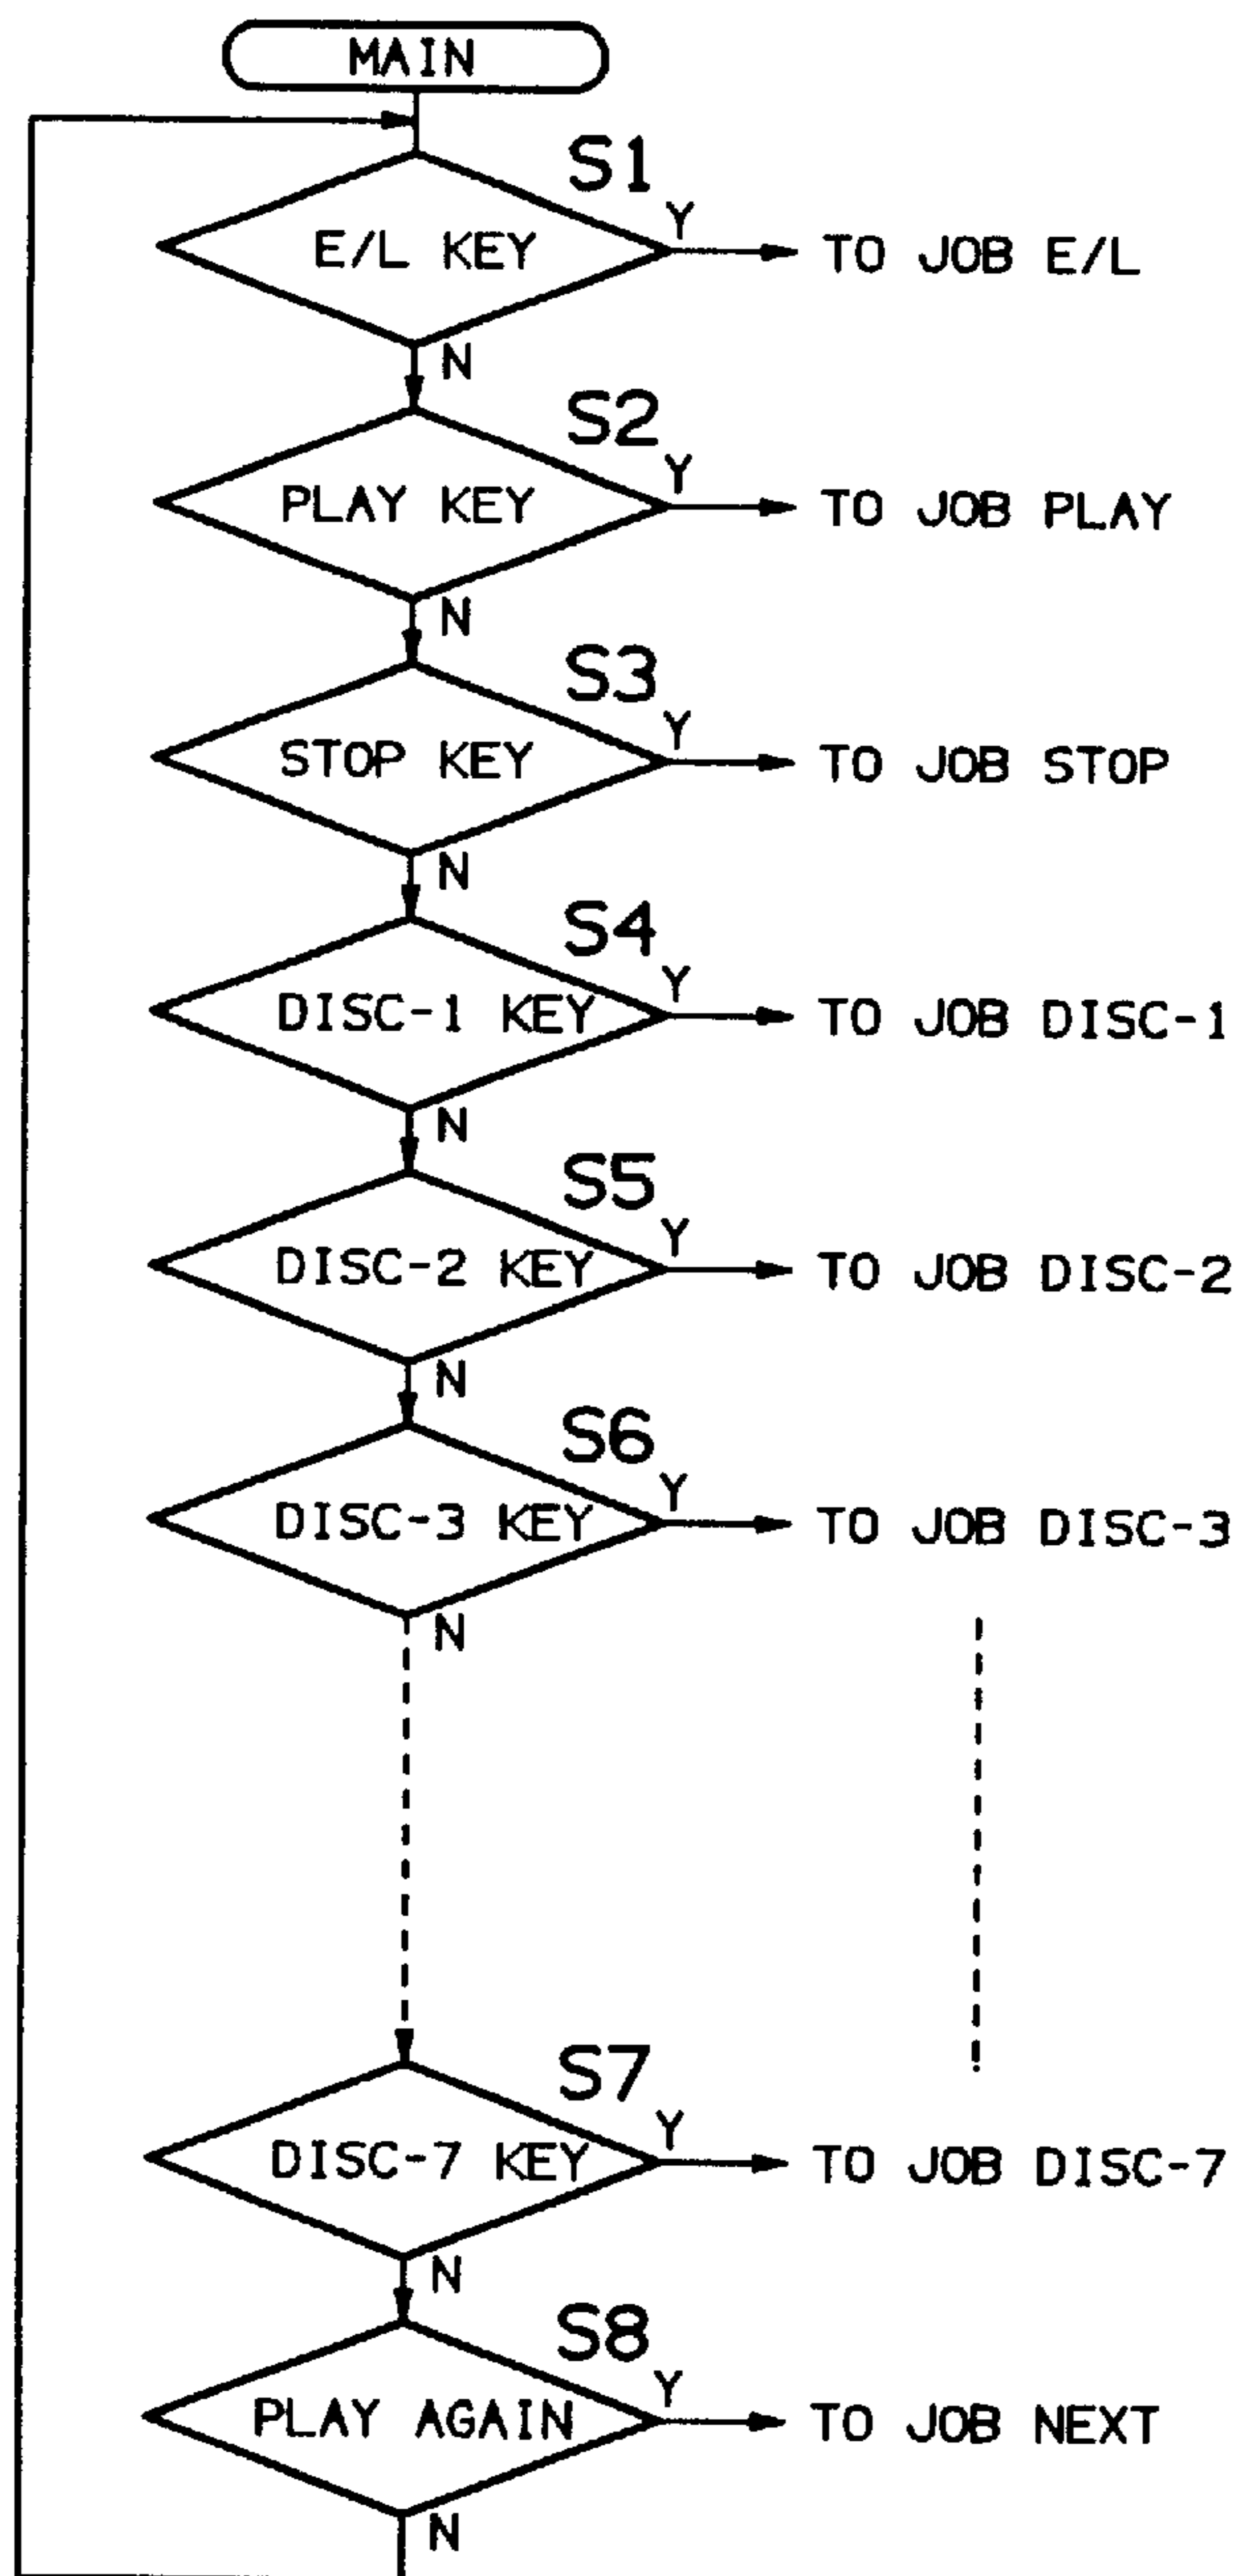 MAIN
S1
Y
E/L KEY
TO JOB E/L
N
S2
Y
PLAY KEY
TO JOB PLAY
N
S3
Y
STOP KEY
TO JOB STOP
N
S4
Y
DISC-1 KEY
TO JOB DISC-1
N
S5
Y
DISC-2 KEY
TO JOB DISC-2
N
S6
Y
DISC-3 KEY
TO JOB DISC-3
N
S7
Y
DISC-7 KEY
TO JOB DISC-7
N
S8
Y
PLAY AGAIN
TO JOB NEXT
N